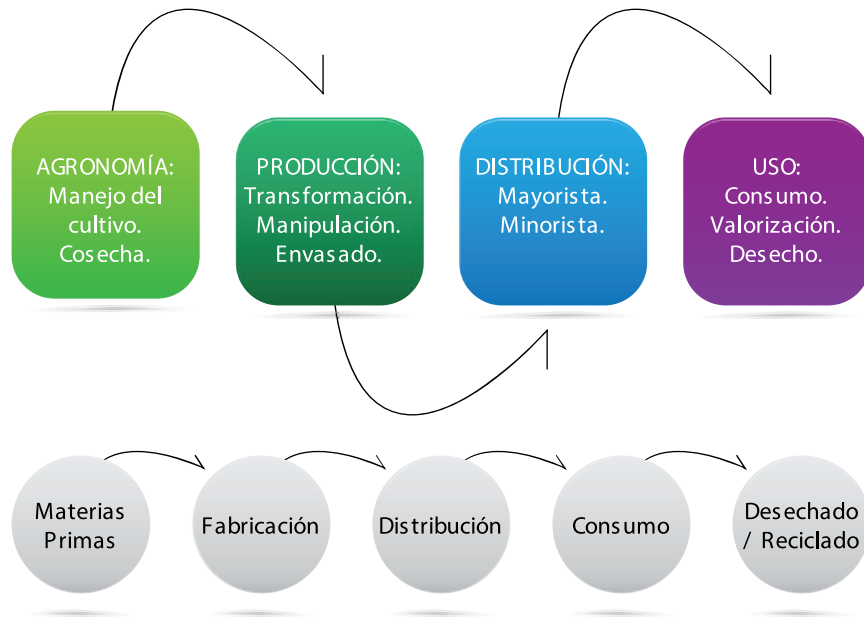 AGRONOMÍA:
Manejo del
cultivo.
Cosecha.
PRODUCCIÓN:
Transformación.
Manipulación.
Envasado.
DISTRIBUCIÓN:
Mayorista.
Minorista.
USO:
Consumo.
Valorización.
Desecho.
Materias
Primas
Fabricación
Distribución
Consumo
Desechado
/ Reciclado